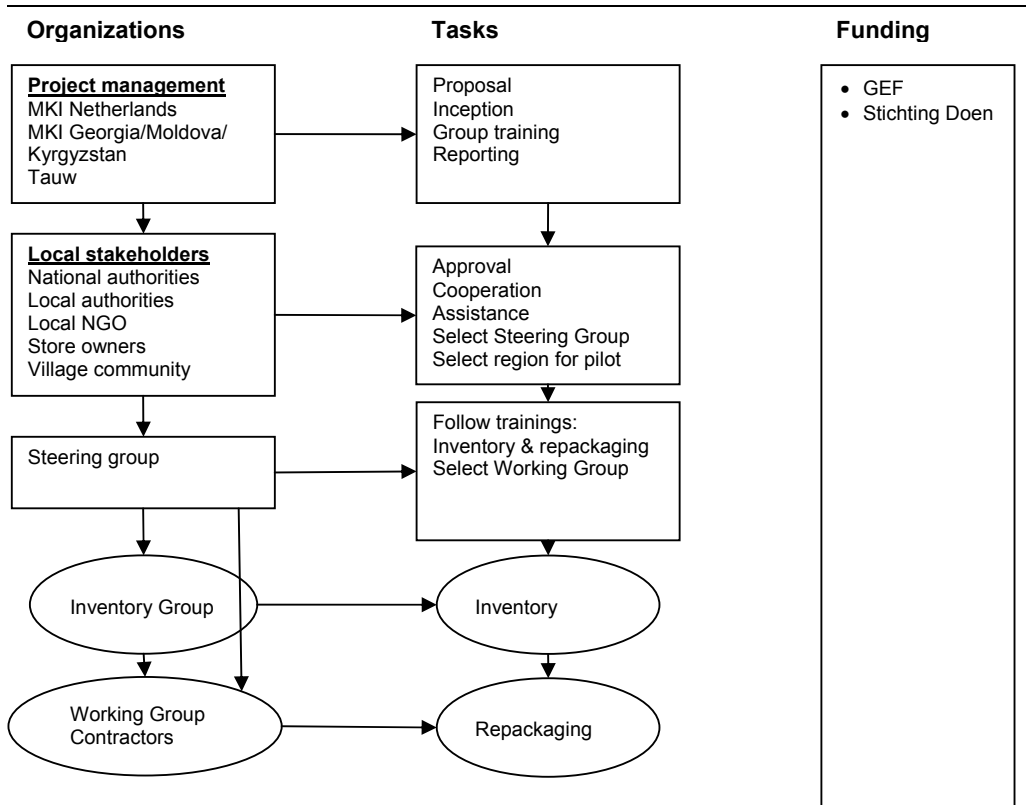 Organizations
Tasks
Funding
Project management
MKI Netherlands
MKI Georgia/Moldova/
Kyrgyzstan
Tauw
Proposal
Inception
Group training
Reporting
• GEF
• Stichting Doen
Local stakeholders
National authorities
Local authorities
Local NGO
Store owners
Village community
Approval
Cooperation
Assistance
Select Steering Group
Select region for pilot
Steering group
Follow trainings:
Inventory & repackaging
Select Working Group
Inventory Group
Inventory
Working Group
Contractors
Repackaging